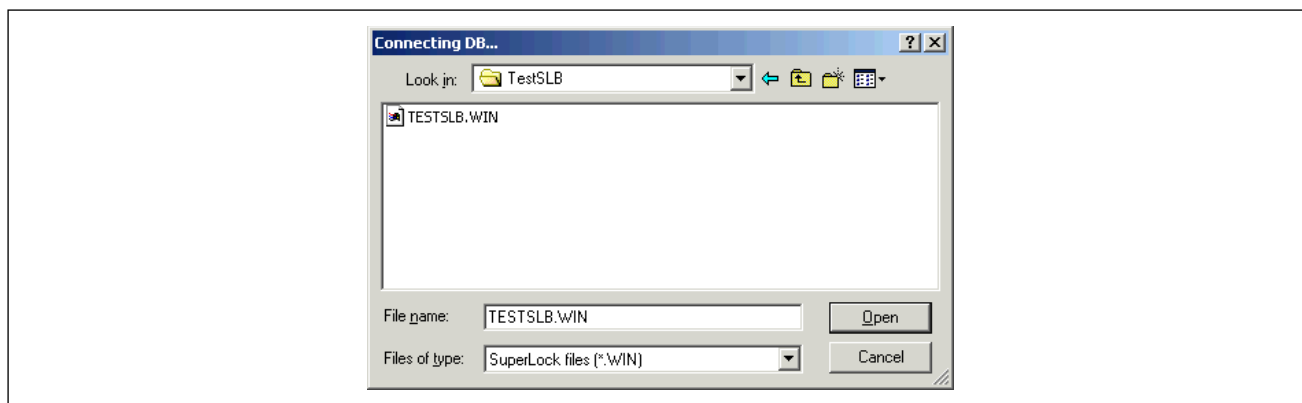 Connecting DB...
Look in: TestSLB
TESTSLB.WIN
File name: TESTSLB.WIN Open
Files of type: SuperLock files (*.WIN) Cancel